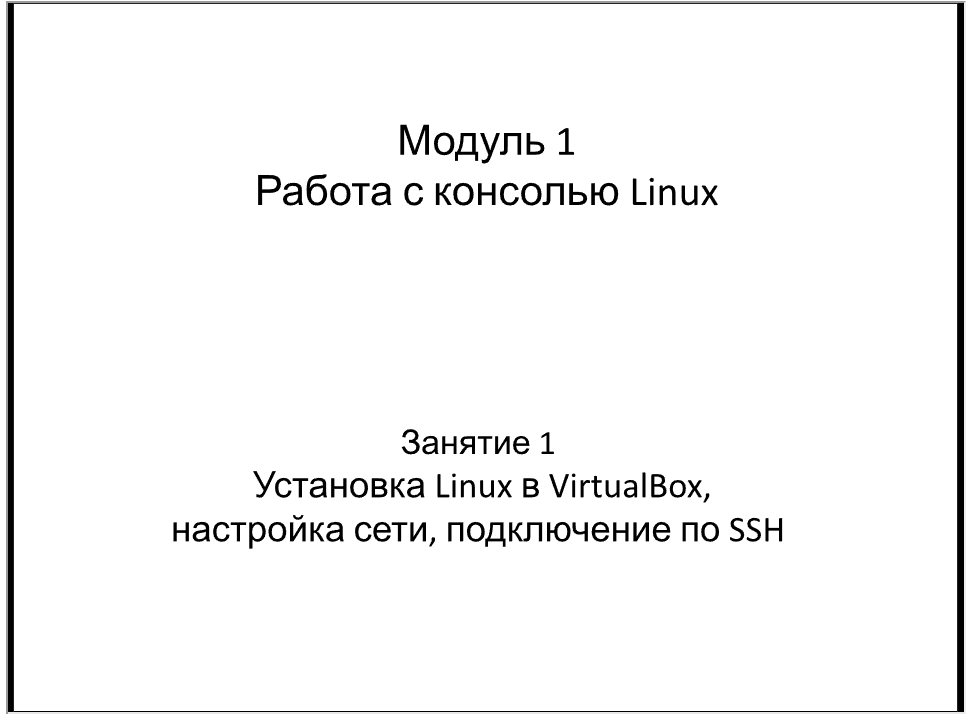 Модуль 1
Работа с консолью Linux
Занятие 1
Установка Linux в VirtualBox,
настройка сети, подключение по SSH